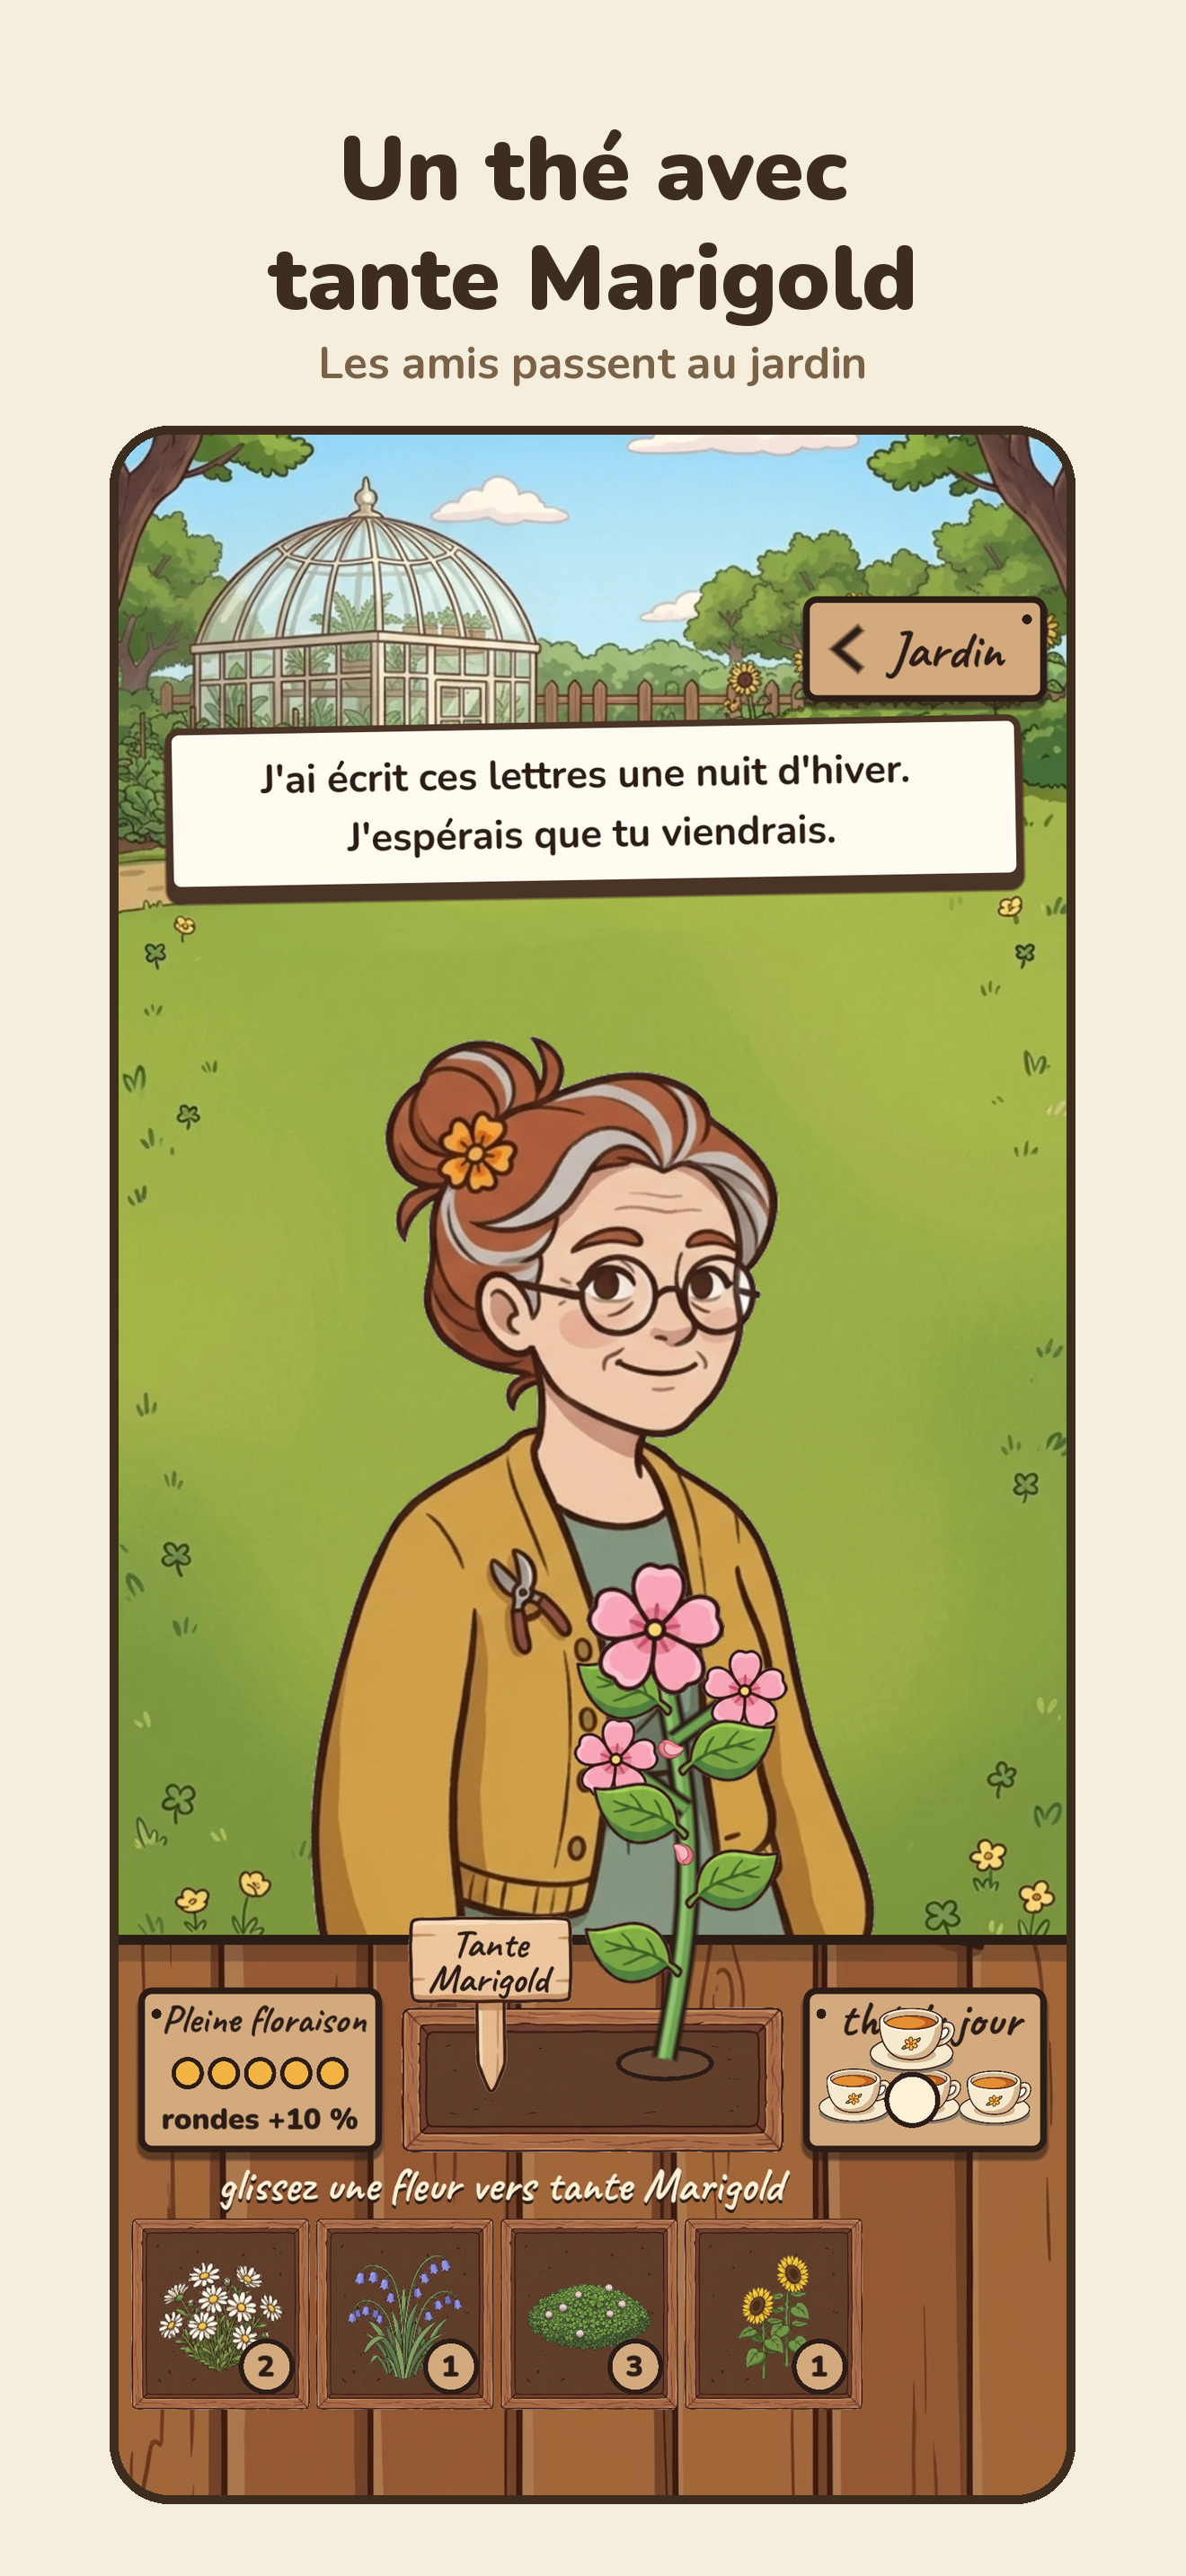 Un thé avec
tante Marigold
Les amis passent au jardin
Jardin
J'ai écrit ces lettres une nuit d'hiver.
J'espérais que tu viendrais.
Tante
Marigold
Pleine floraison
rondes +10 %
jour
glissez une fleur vers tante Marigold
2
1
3
1